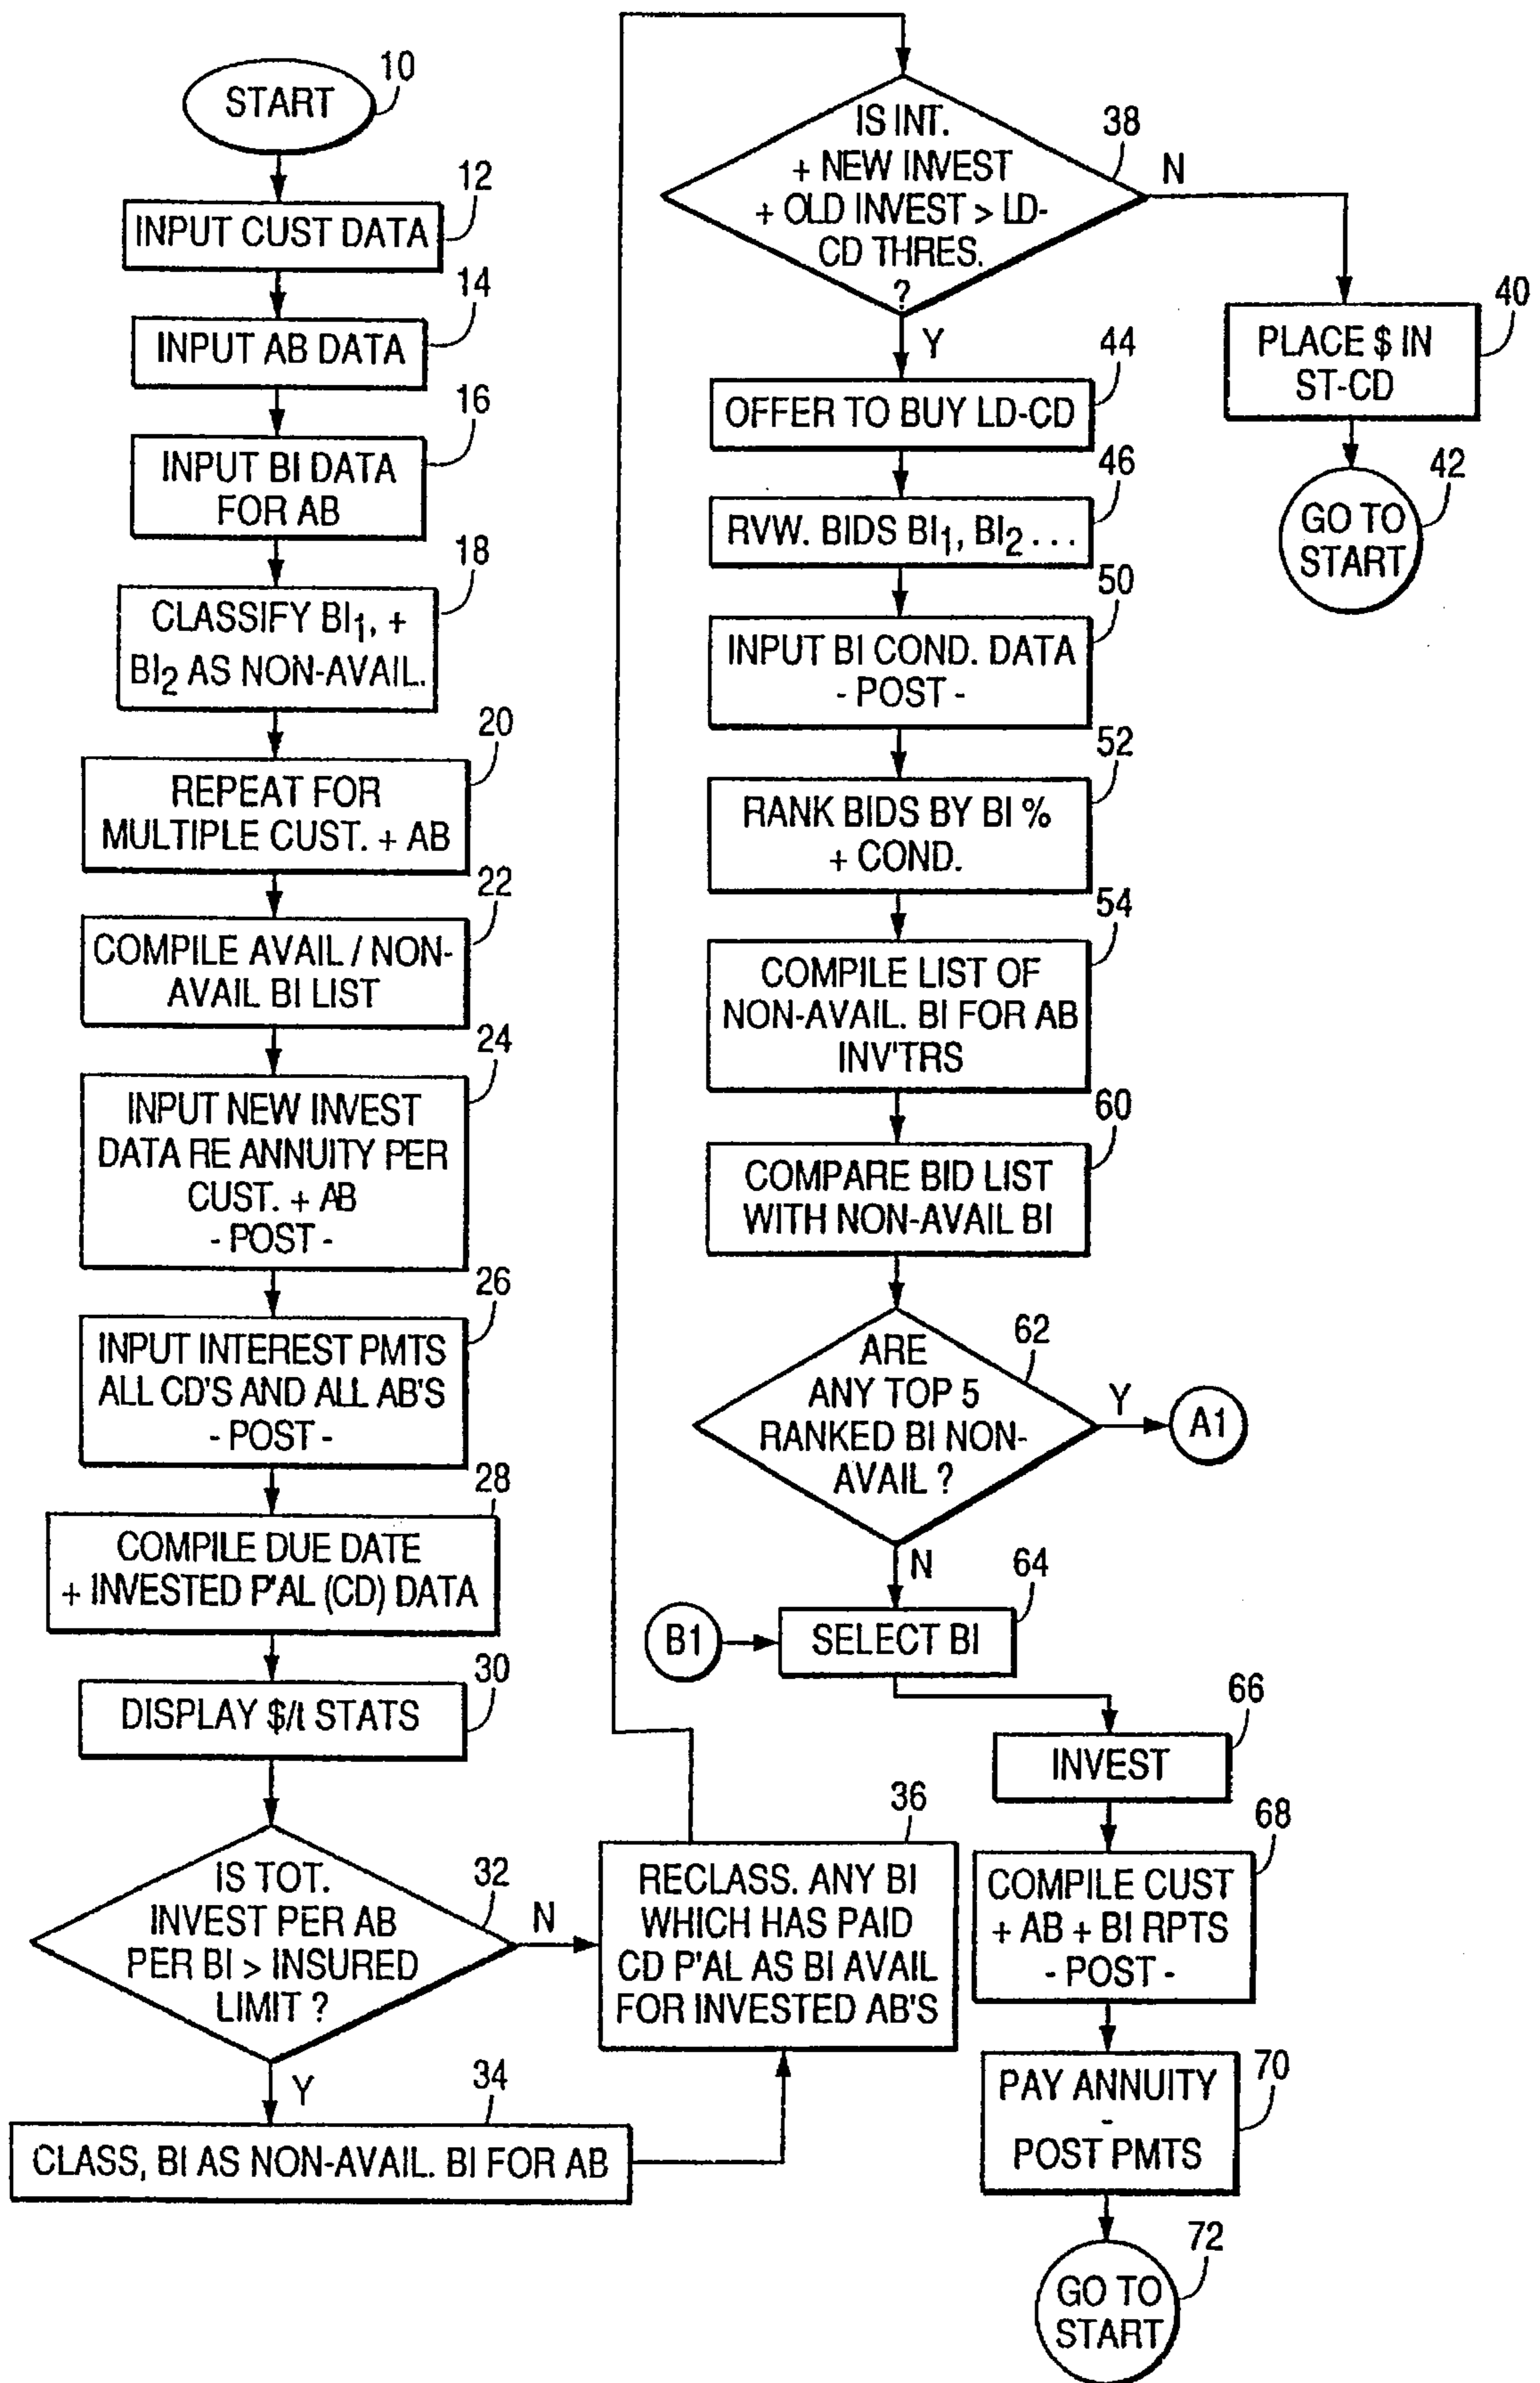 START
10
INPUT CUST DATA
12
INPUT AB DATA
14
INPUT BI DATA
FOR AB
16
CLASSIFY BI1, +
BI2 AS NON-AVAIL.
18
REPEAT FOR
MULTIPLE CUST. + AB
20
COMPILE AVAIL / NON-
AVAIL BI LIST
22
INPUT NEW INVEST
DATA RE ANNUITY PER
CUST. + AB
- POST -
24
INPUT INTEREST PMTS
ALL CD'S AND ALL AB'S
- POST -
26
COMPILE DUE DATE
+ INVESTED P'AL (CD) DATA
28
DISPLAY $/t STATS
30
IS TOT.
INVEST PER AB
PER BI > INSURED
LIMIT ?
32
N
Y
CLASS, BI AS NON-AVAIL. BI FOR AB
34
RECLASS. ANY BI
WHICH HAS PAID
CD P'AL AS BI AVAIL
FOR INVESTED AB'S
36
IS INT.
+ NEW INVEST
+ OLD INVEST > LD-
CD THRES.
?
38
N
Y
PLACE $ IN
ST-CD
40
GO TO
START
42
OFFER TO BUY LD-CD
44
RVW. BIDS BI1, BI2 . . .
46
INPUT BI COND. DATA
- POST -
50
RANK BIDS BY BI %
+ COND.
52
COMPILE LIST OF
NON-AVAIL. BI FOR AB
INV'TRS
54
COMPARE BID LIST
WITH NON-AVAIL BI
60
ARE
ANY TOP 5
RANKED BI NON-
AVAIL ?
62
Y
A1
N
B1
SELECT BI
64
INVEST
66
COMPILE CUST
+ AB + BI RPTS
- POST -
68
PAY ANNUITY
-
POST PMTS
70
GO TO
START
72